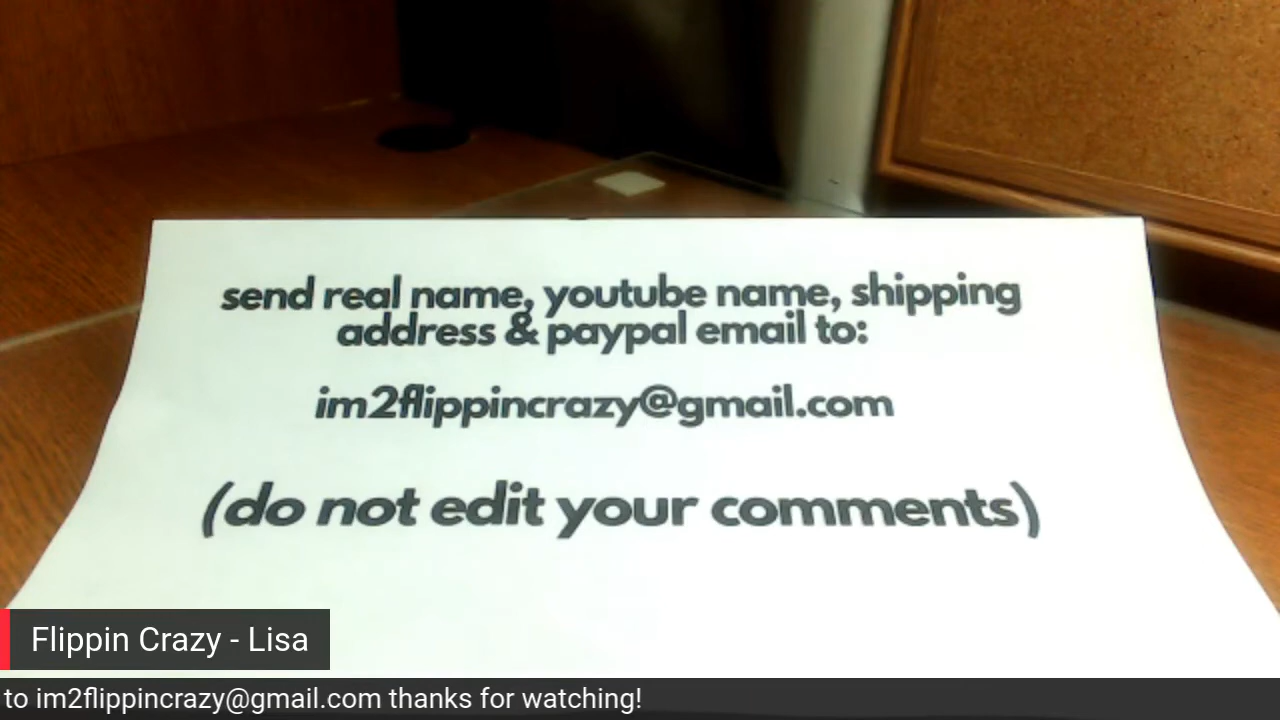 send real name, youtube name, shipping
address & paypal email to:
im2flippincrazy@gmail.com
(do not edit your comments)
Flippin Crazy - Lisa
to im2flippincrazy@gmail.com thanks for watching!